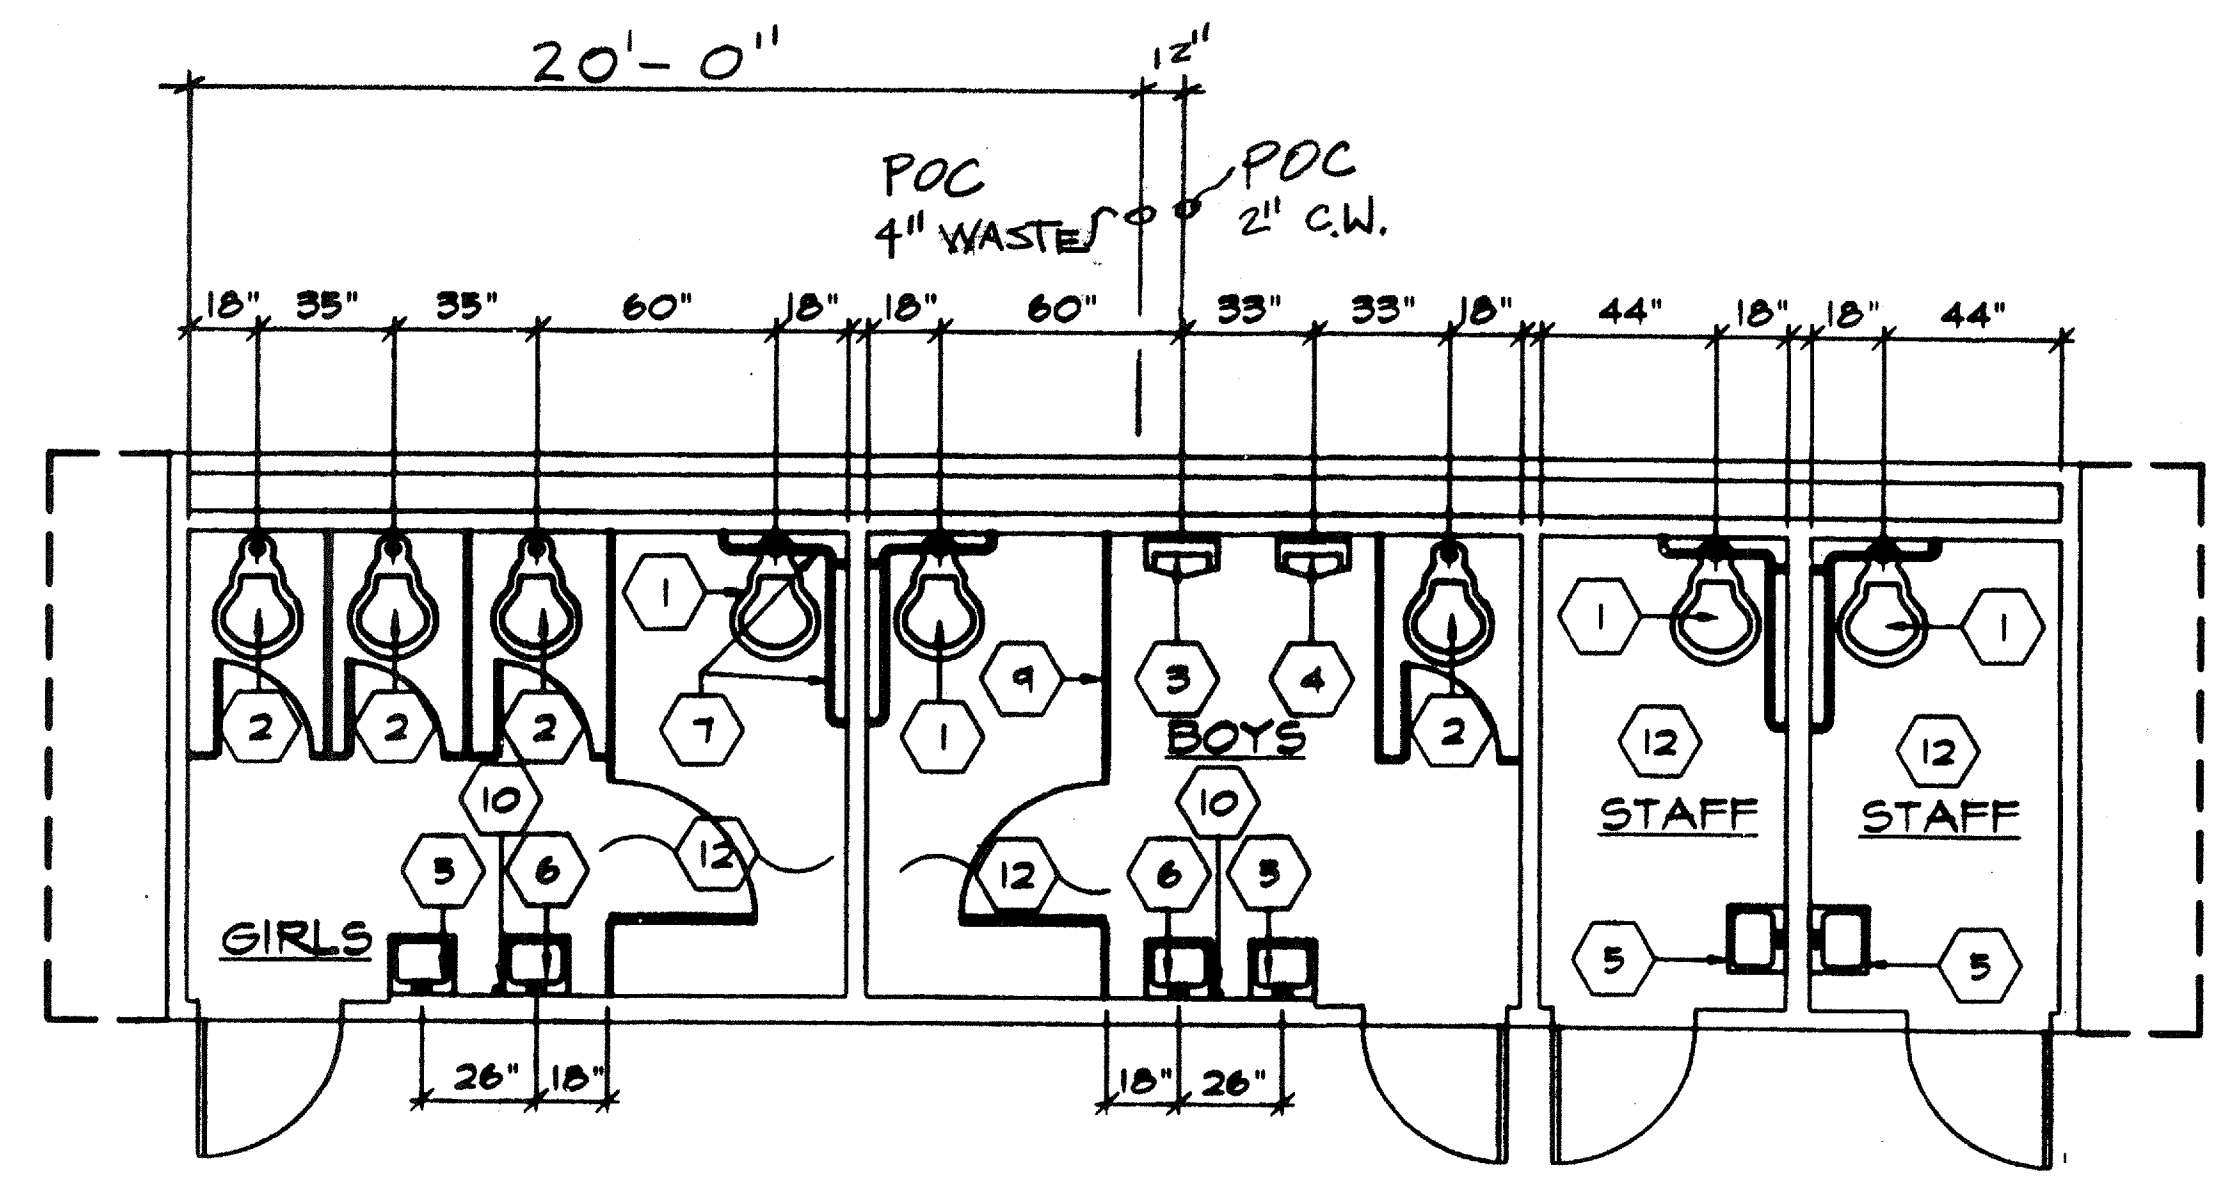 20'-0" 12"
POC POC
4" WASTE 2" C.W.
18" 35" 35" 60" 18" 18" 60" 33" 33" 18" 44" 18" 18" 44"
1 1 1
2 2 2 7 1 9 3 4 2 12 12
BOYS
10 10
STAFF STAFF
5 6 12 12 6 5
GIRLS
5 5
26" 18" 18" 26"